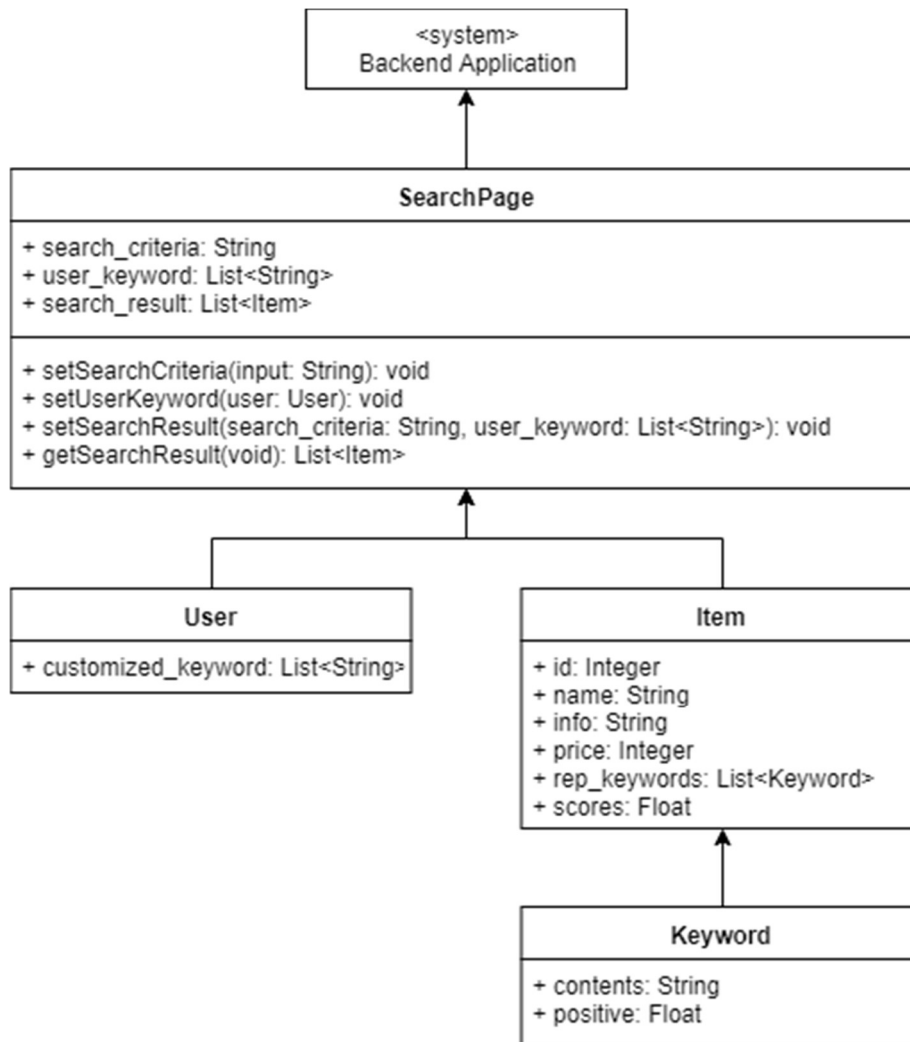 <system>
Backend Application
SearchPage
+ search_criteria: String
+ user_keyword: List<String>
+ search_result: List<Item>
+ setSearchCriteria(input: String): void
+ setUserKeyword(user: User): void
+ setSearchResult(search_criteria: String, user_keyword: List<String>): void
+ getSearchResult(void): List<Item>
User
+ customized_keyword: List<String>
Item
+ id: Integer
+ name: String
+ info: String
+ price: Integer
+ rep_keywords: List<Keyword>
+ scores: Float
Keyword
+ contents: String
+ positive: Float